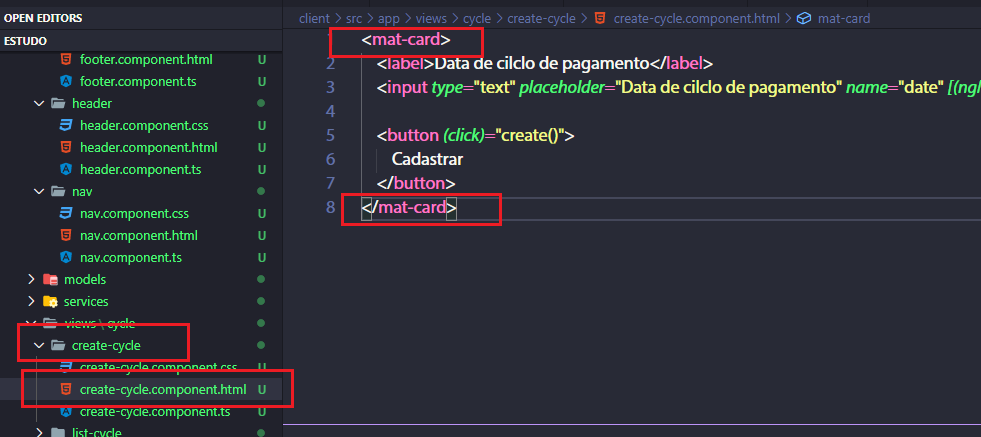 OPEN EDITORS
ESTUDO
footer.component.html U
footer.component.ts U
header
header.component.css U
header.component.html U
header.component.ts U
nav
nav.component.css U
nav.component.html U
nav.component.ts U
models
services
views \ cycle
create-cycle
create-cycle.component.css U
create-cycle.component.html U
create-cycle.component.ts U
list-cycle
client > src > app > views > cycle > create-cycle > create-cycle.component.html > mat-card
<mat-card>
2 <label>Data de cilclo de pagamento</label>
3 <input type="text" placeholder="Data de cilclo de pagamento" name="date" [(ngl
4
5 <button (click)="create()">
6 Cadastrar
7 </button>
8 </mat-card>